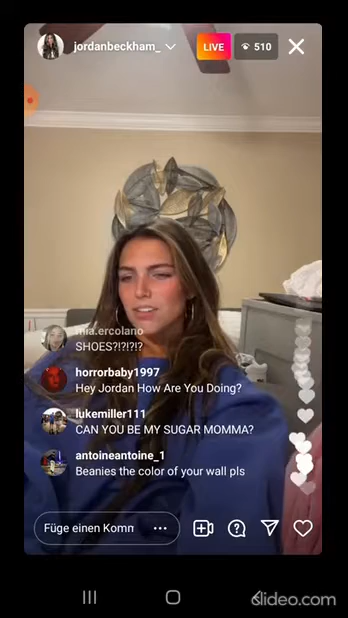 jordanbeckham_
LIVE
510
mia.ercolano
SHOES?!?!?!?
horrorbaby1997
Hey Jordan How Are You Doing?
lukemiller111
CAN YOU BE MY SUGAR MOMMA?
antoineantoine_1
Beanies the color of your wall pls
Füge einen Komm
clideo.com